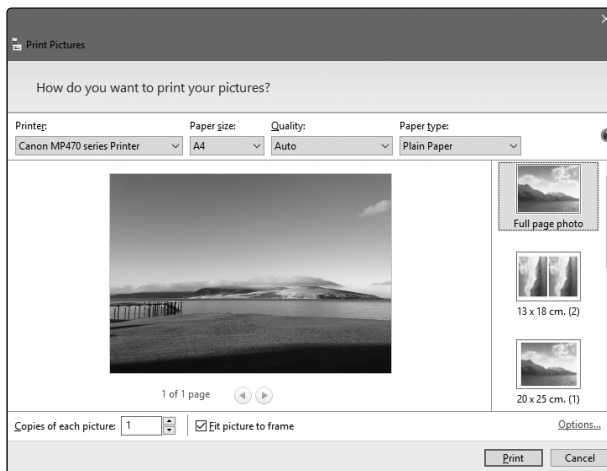 Print Pictures
How do you want to print your pictures?
Printer: Paper size: Quality: Paper type:
Canon MP470 series Printer A4 Auto Plain Paper
Full page photo
13 x 18 cm. (2)
20 x 25 cm. (1)
1 of 1 page
Copies of each picture: 1 Fit picture to frame Options...
Print Cancel